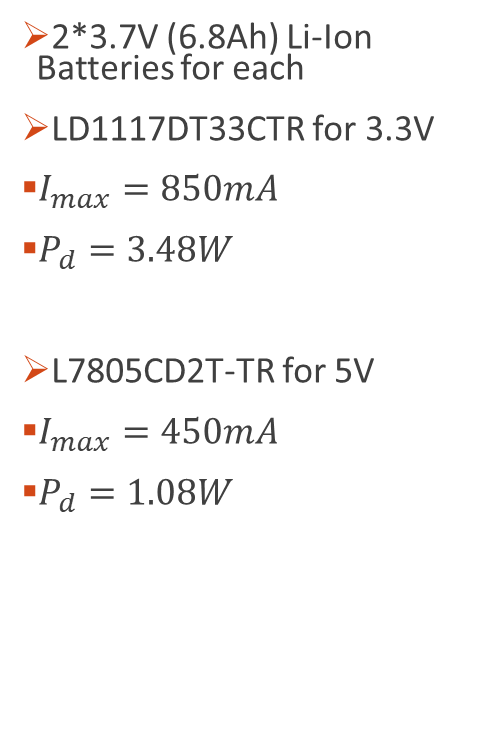 ➢2*3.7V (6.8Ah) Li-Ion
Batteries for each
➢LD1117DT33CTR for 3.3V
▪I_max = 850mA
▪P_d = 3.48W
➢L7805CD2T-TR for 5V
▪I_max = 450mA
▪P_d = 1.08W